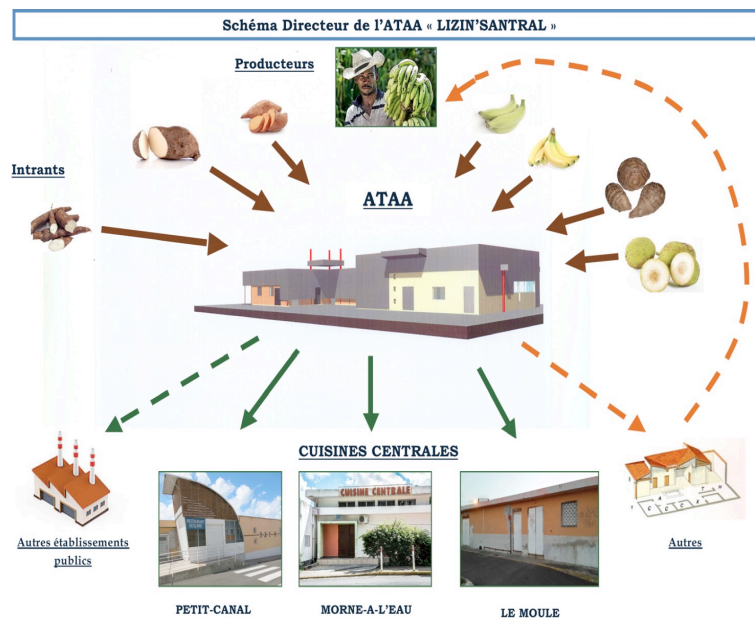 Schéma Directeur de l'ATAA « LIZIN'SANTRAL »
Producteurs
Intrants
ATAA
CUISINES CENTRALES
CUISINE CENTRALE
Autres établissements
publics
Autres
PETIT-CANAL
MORNE-A-L'EAU
LE MOULE